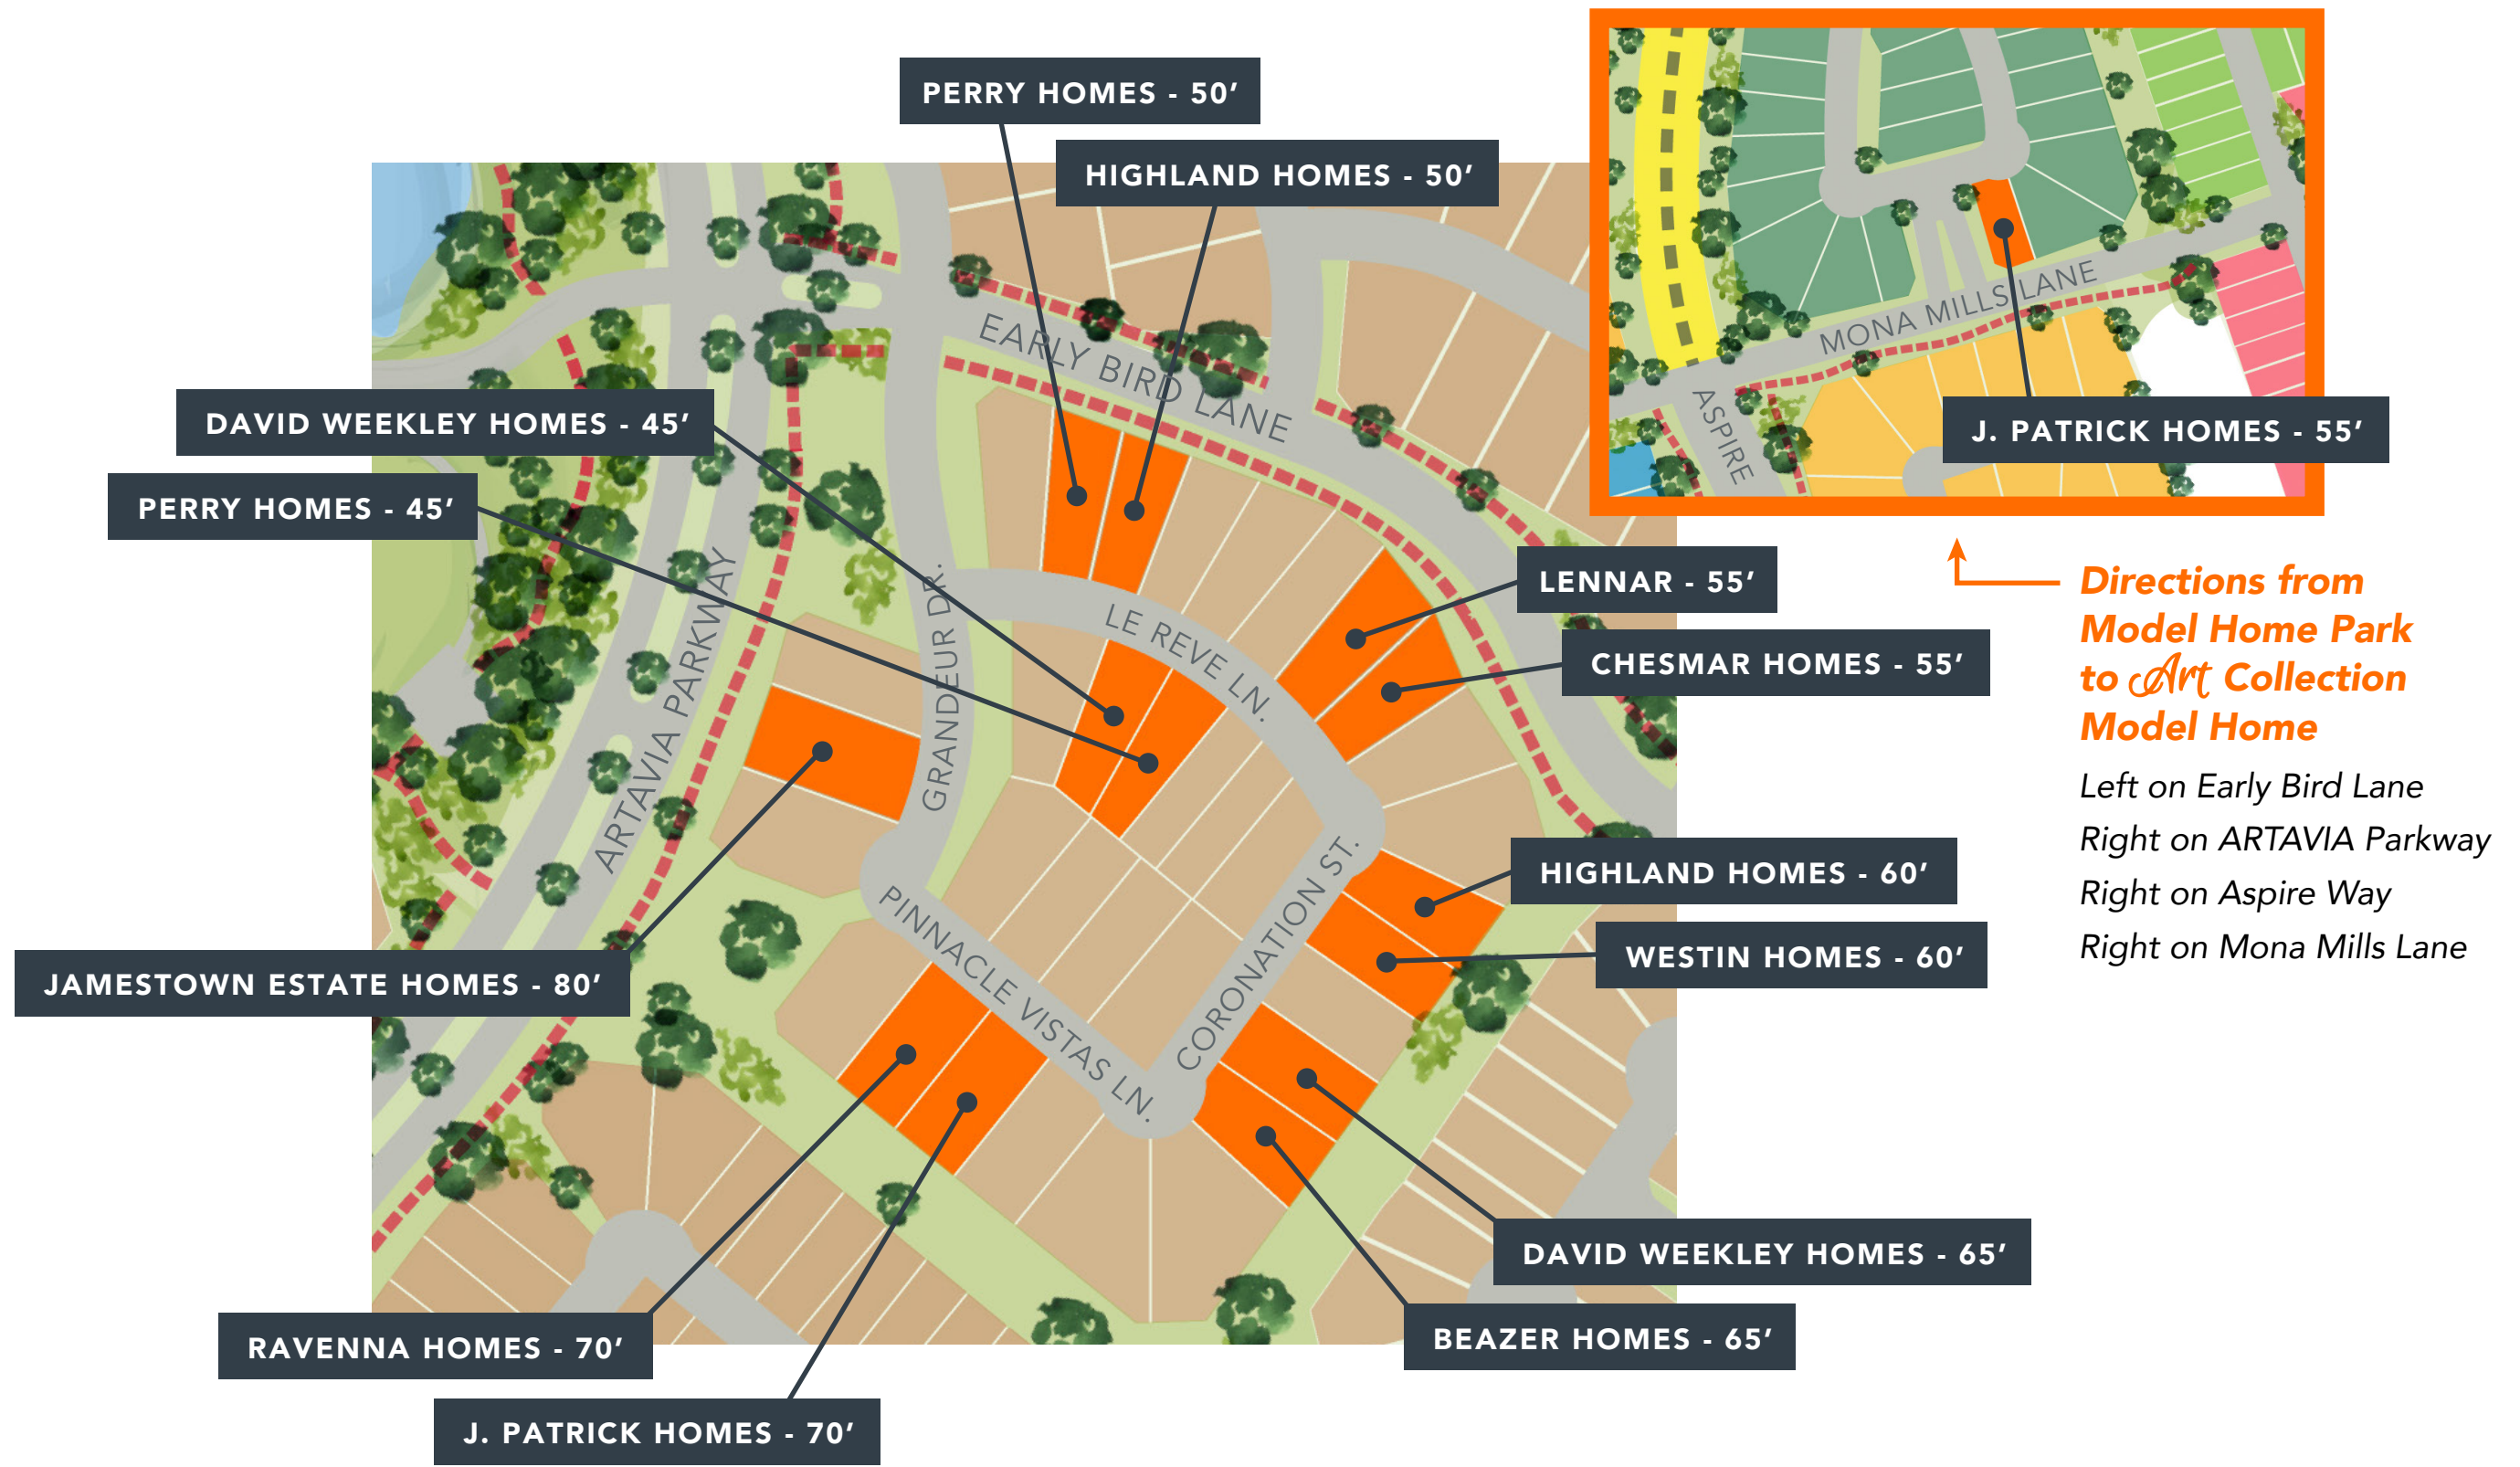 PERRY HOMES - 50'
HIGHLAND HOMES - 50'
DAVID WEEKLEY HOMES - 45'
PERRY HOMES - 45'
EARLY BIRD LANE
MONA MILLS LANE
ASPIRE
J. PATRICK HOMES - 55'
ARTAVIA PARKWAY
GRANDEUR DR.
LE REVE LN.
LENNAR - 55'
CHESMAR HOMES - 55'
Directions from
Model Home Park
to Art Collection
Model Home
Left on Early Bird Lane
Right on ARTAVIA Parkway
Right on Aspire Way
Right on Mona Mills Lane
HIGHLAND HOMES - 60'
WESTIN HOMES - 60'
PINNACLE VISTAS LN.
CORONATION ST.
JAMESTOWN ESTATE HOMES - 80'
DAVID WEEKLEY HOMES - 65'
BEAZER HOMES - 65'
RAVENNA HOMES - 70'
J. PATRICK HOMES - 70'